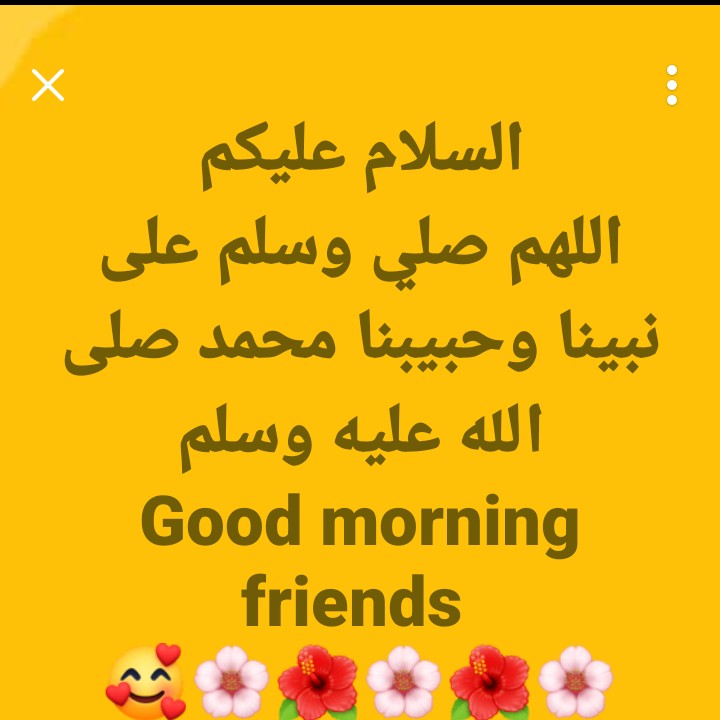 السلام عليكم
اللهم صلي وسلم على
نبينا وحبيبنا محمد صلى
الله عليه وسلم
Good morning
friends
🥰🌸🌺🌸🌺🌸